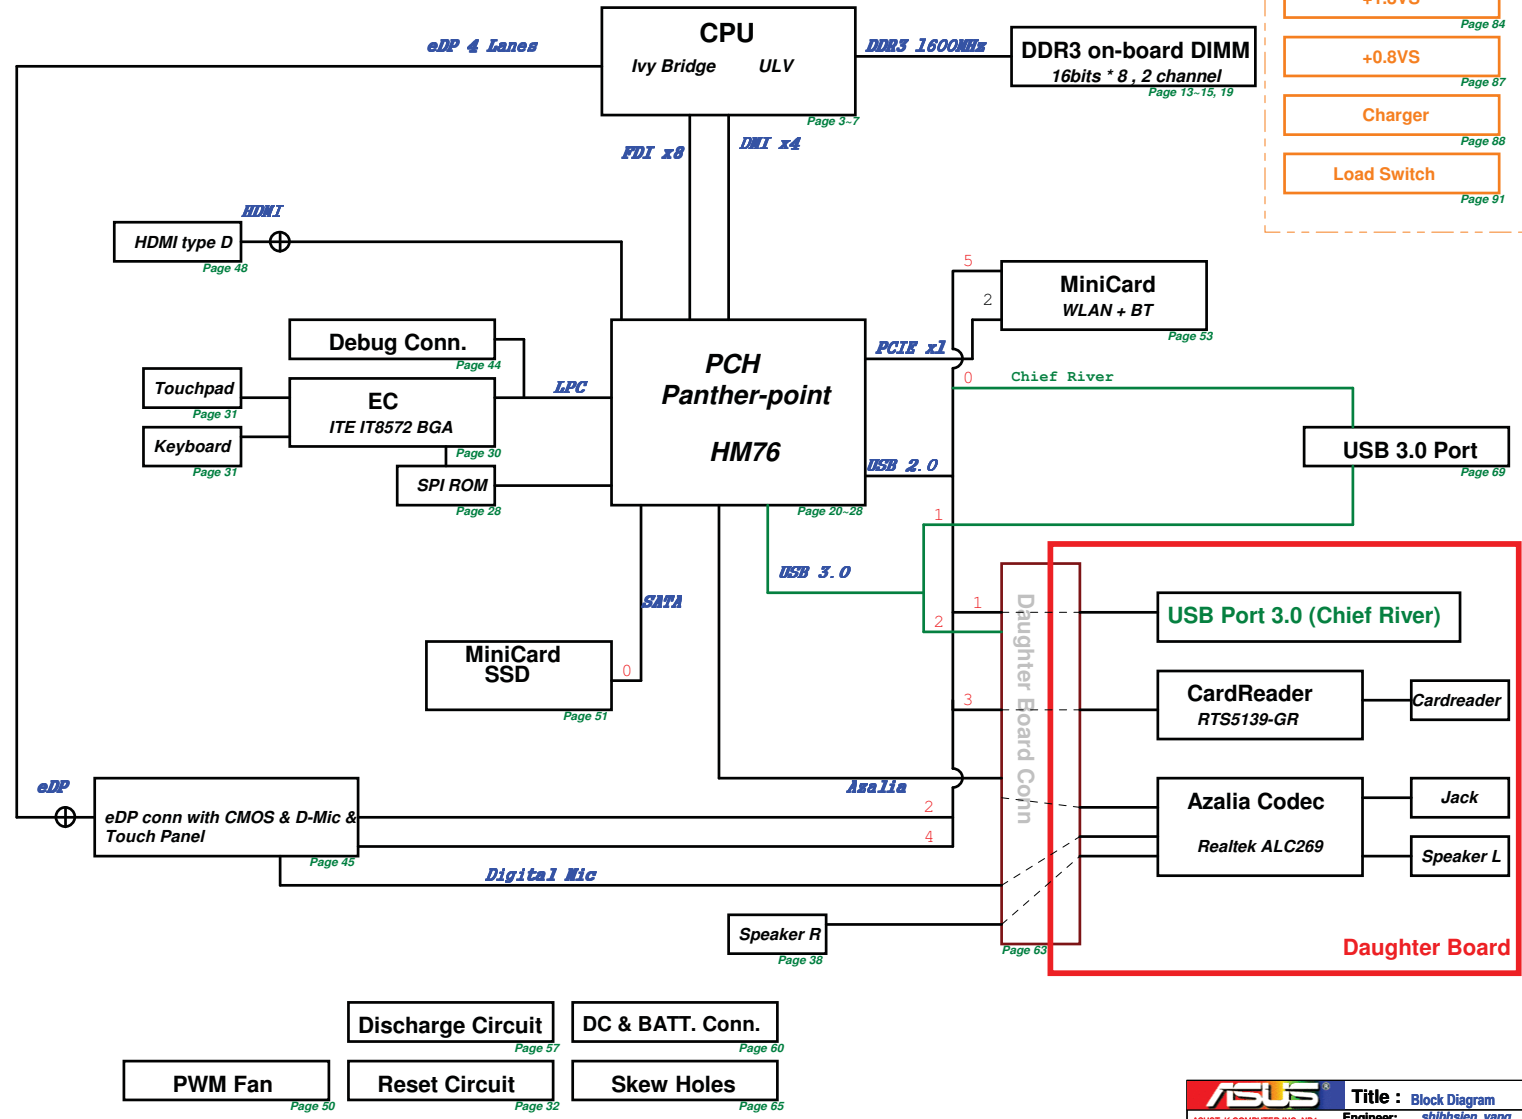 Page 84
+0.8VS
Page 87
Charger
Page 88
Load Switch
Page 91
eDP 4 Lanes
CPU
Ivy Bridge ULV
Page 3~7
DDR3 1600MHz
DDR3 on-board DIMM
16bits * 8 , 2 channel
Page 13~15, 19
FDI x8
DMI x4
HDMI
HDMI type D
Page 48
5
2
MiniCard
WLAN + BT
Page 53
Debug Conn.
Page 44
PCH
Panther-point
HM76
Page 20~28
PCIE x1
0
Chief River
Touchpad
Page 31
EC
ITE IT8572 BGA
Page 30
LPC
Keyboard
Page 31
SPI ROM
Page 28
USB 2.0
USB 3.0 Port
Page 69
1
USB 3.0
SATA
1
2
Daughter Board Conn
USB Port 3.0 (Chief River)
MiniCard
SSD
0
Page 51
3
CardReader
RTS5139-GR
Cardreader
eDP
eDP conn with CMOS & D-Mic &
Touch Panel
Page 45
Azalia
2
4
Azalia Codec
Realtek ALC269
Jack
Speaker L
Digital Mic
Speaker R
Page 38
Page 63
Daughter Board
Discharge Circuit
Page 57
DC & BATT. Conn.
Page 60
PWM Fan
Page 50
Reset Circuit
Page 32
Skew Holes
Page 65
ASUS®
Title : Block Diagram
Engineer: